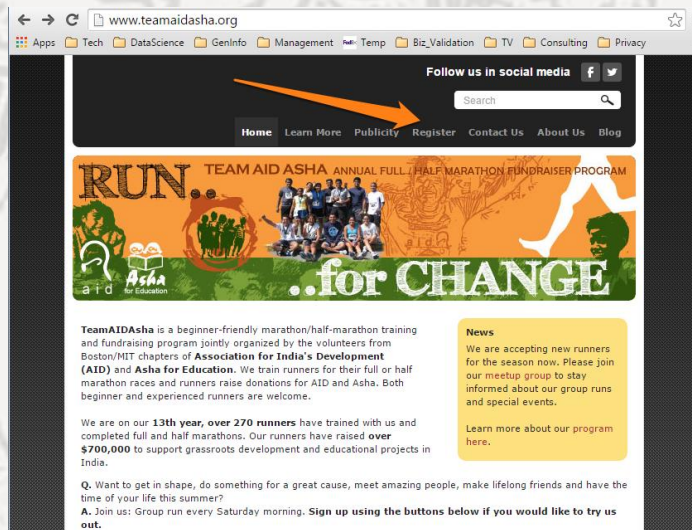 www.teamaidasha.org
Apps Tech DataScience GenInfo Management Temp Biz_Validation TV Consulting Privacy
Follow us in social media
Search
Home Learn More Publicity Register Contact Us About Us Blog
RUN.. TEAM AID ASHA ANNUAL FULL / HALF MARATHON FUNDRAISER PROGRAM
aid Asha for Education ..for CHANGE
TeamAIDAsha is a beginner-friendly marathon/half-marathon training
and fundraising program jointly organized by the volunteers from
Boston/MIT chapters of Association for India's Development
(AID) and Asha for Education. We train runners for their full or half
marathon races and runners raise donations for AID and Asha. Both
beginner and experienced runners are welcome.
We are on our 13th year, over 270 runners have trained with us and
completed full and half marathons. Our runners have raised over
$700,000 to support grassroots development and educational projects in
India.
News
We are accepting new runners
for the season now. Please join
our meetup group to stay
informed about our group runs
and special events.
Learn more about our program
here.
Q. Want to get in shape, do something for a great cause, meet amazing people, make lifelong friends and have the
time of your life this summer?
A. Join us: Group run every Saturday morning. Sign up using the buttons below if you would like to try us
out.